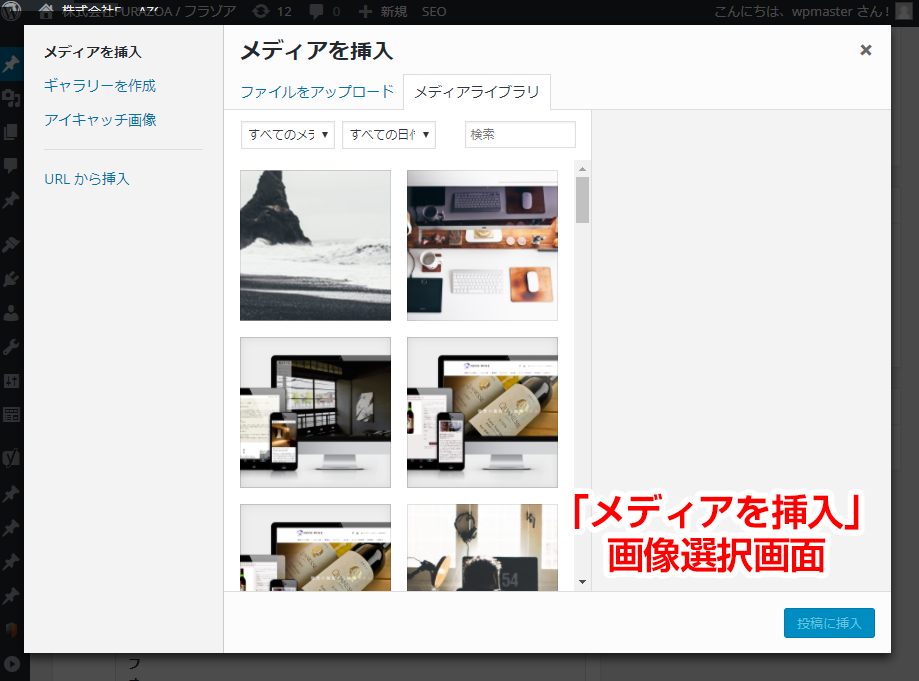 株式会社FURAZOA / フラゾア
12
0
新規
SEO
こんにちは、wpmaster さん!
メディアを挿入
ギャラリーを作成
アイキャッチ画像
URL から挿入
メディアを挿入
ファイルをアップロード
メディアライブラリ
すべてのメデ
すべての日付
検索
54
「メディアを挿入」
画像選択画面
投稿に挿入
フ